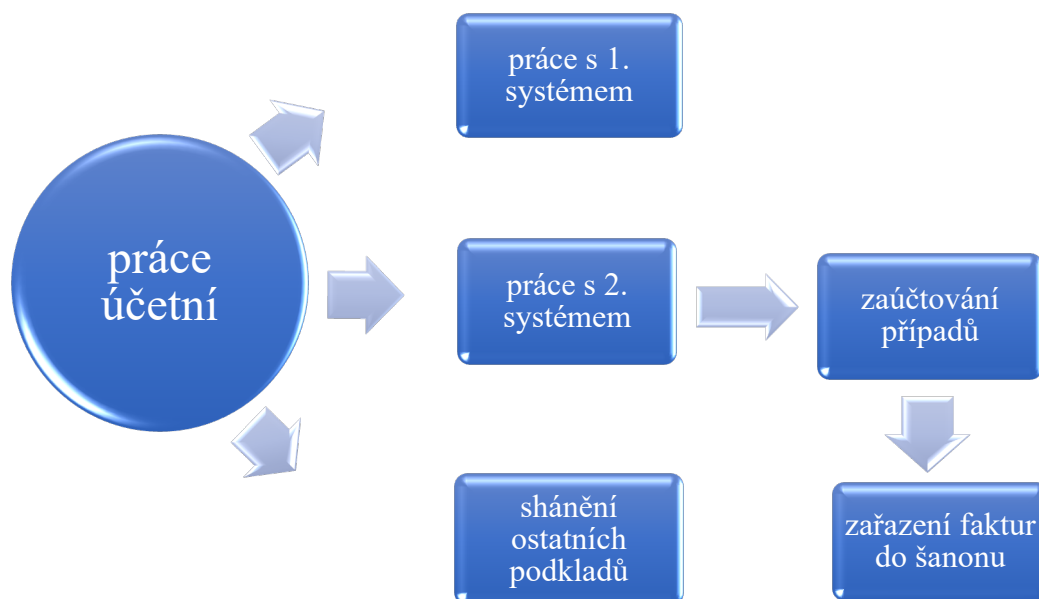 práce s 1.
systémem
práce
účetní
práce s 2.
systémem
zaúčtování
případů
shánění
ostatních
podkladů
zařazení faktur
do šanonu